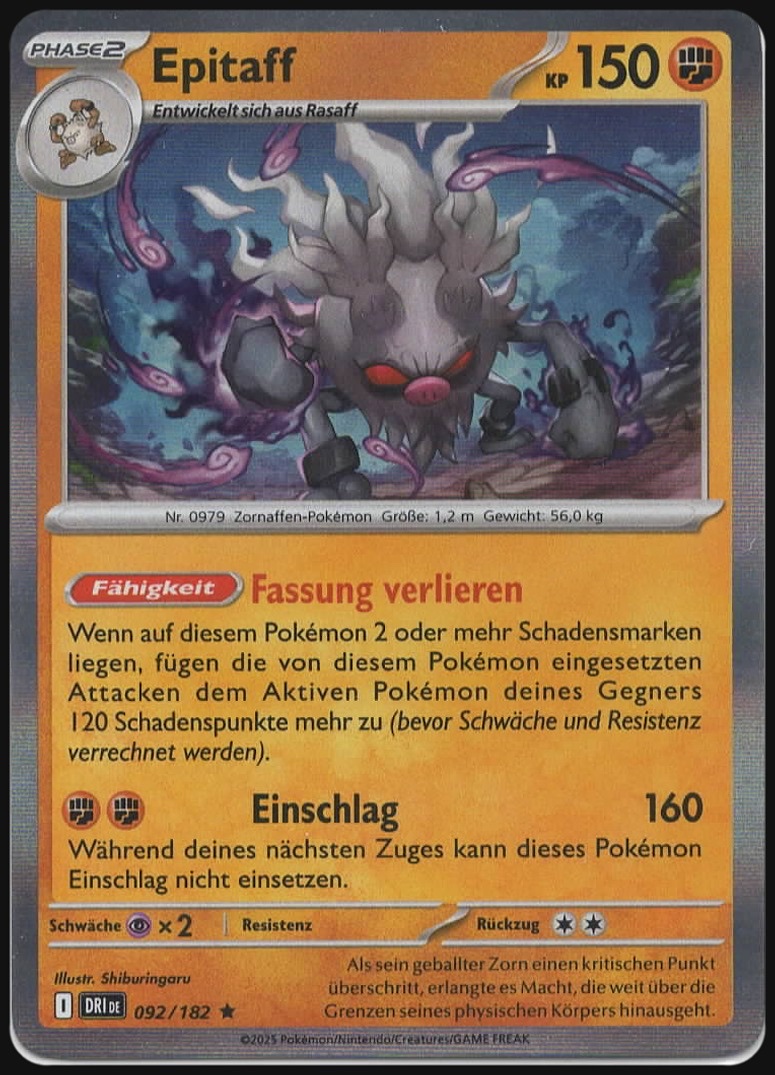 PHASE 2
Epitaff
KP 150
Entwickelt sich aus Rasaff
Nr. 0979 Zornaffen-Pokémon Größe: 1,2 m Gewicht: 56,0 kg
Fähigkeit Fassung verlieren
Wenn auf diesem Pokémon 2 oder mehr Schadensmarken
liegen, fügen die von diesem Pokémon eingesetzten
Attacken dem Aktiven Pokémon deines Gegners
120 Schadenspunkte mehr zu (bevor Schwäche und Resistenz
verrechnet werden).
Einschlag 160
Während deines nächsten Zuges kann dieses Pokémon
Einschlag nicht einsetzen.
Schwäche ×2 Resistenz Rückzug
Illustr. Shiburingaru
I DRI DE 092/182 ★
Als sein geballter Zorn einen kritischen Punkt
überschritt, erlangte es Macht, die weit über die
Grenzen seines physischen Körpers hinausgeht.
©2025 Pokémon/Nintendo/Creatures/GAME FREAK